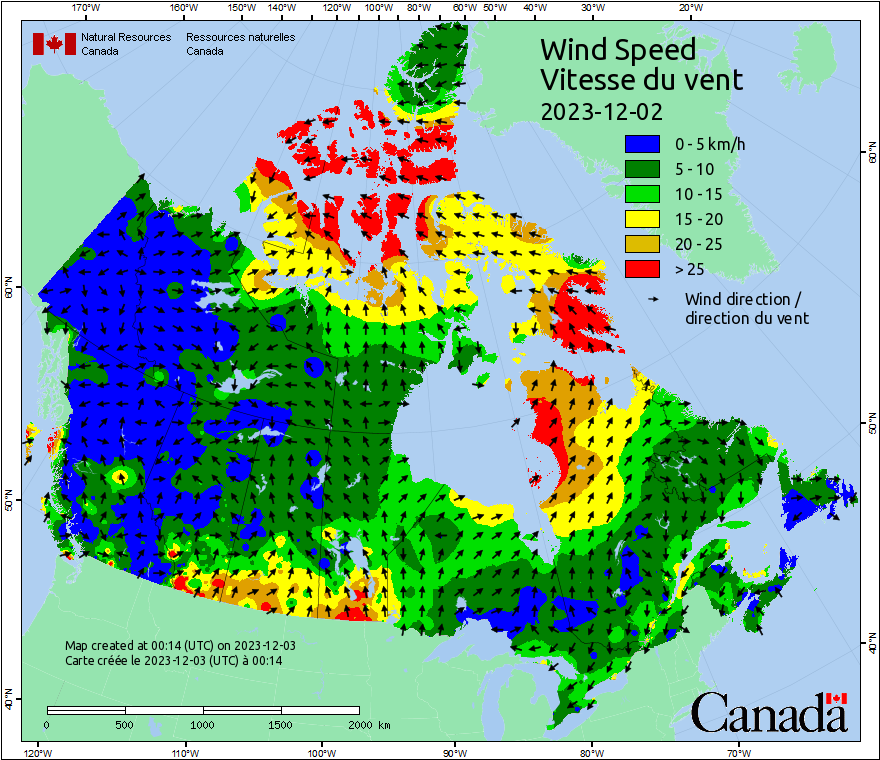 170°W 160°W 150°W 140°W 120°W 100°W 80°W 60°W 50°W 40°W 30°W 20°W
Natural Resources Canada
Ressources naturelles Canada
Wind Speed
Vitesse du vent
2023-12-02
0 - 5 km/h
5 - 10
10 - 15
15 - 20
20 - 25
> 25
Wind direction /
direction du vent
60°N
50°N
40°N
60°N
50°N
40°N
Map created at 00:14 (UTC) on 2023-12-03
Carte créée le 2023-12-03 (UTC) à 00:14
0 500 1000 1500 2000 km
Canada
120°W 110°W 100°W 90°W 80°W 70°W